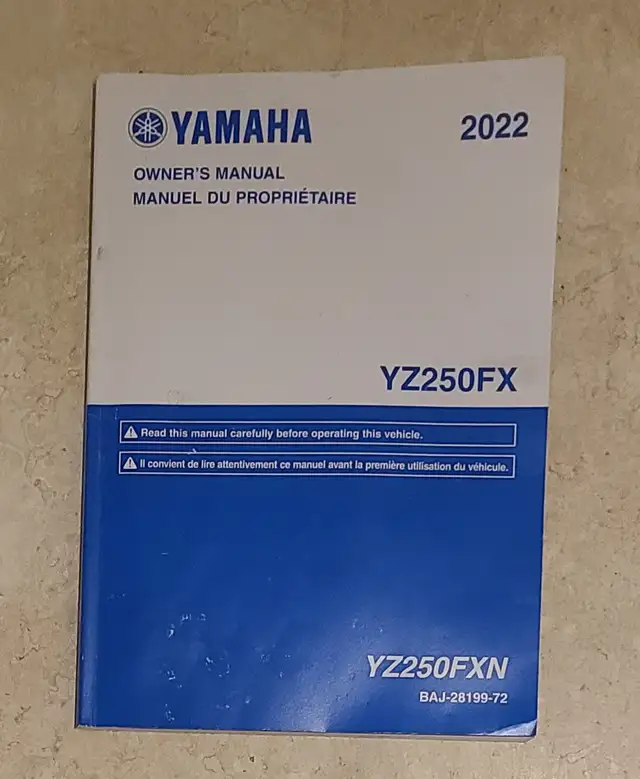 YAMAHA 2022
OWNER'S MANUAL
MANUEL DU PROPRIÉTAIRE
YZ250FX
Read this manual carefully before operating this vehicle.
Il convient de lire attentivement ce manuel avant la première utilisation du véhicule.
YZ250FXN
BAJ-28199-72